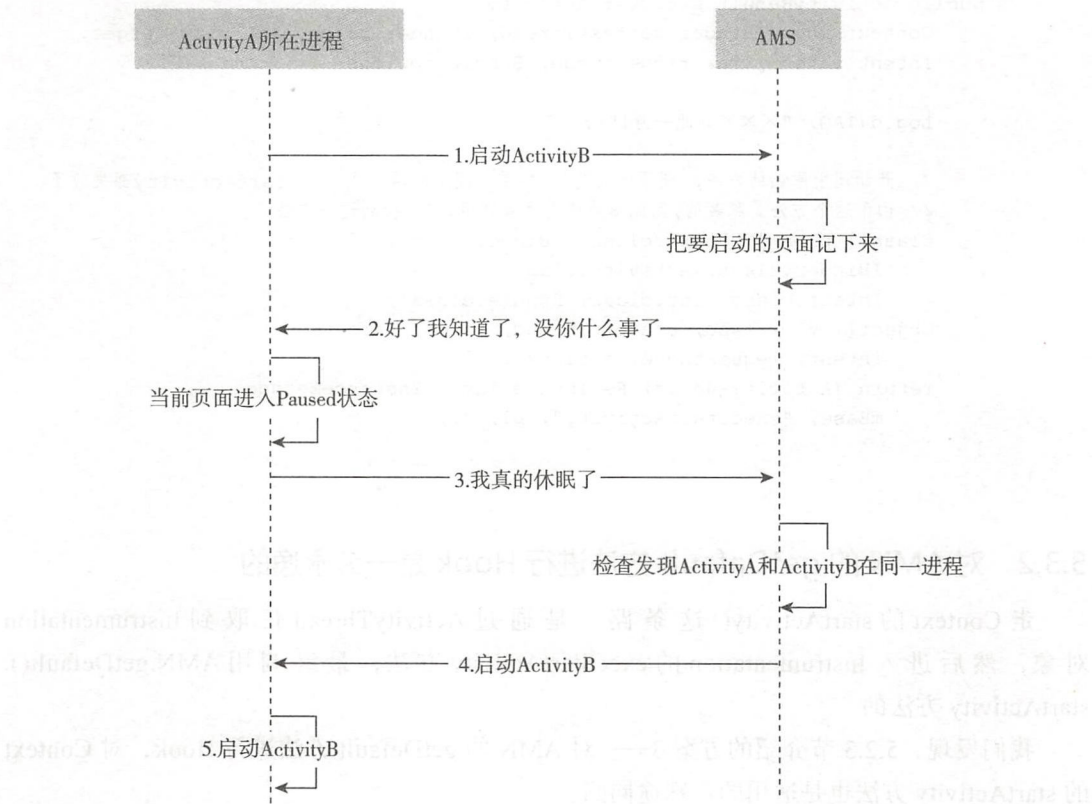 ActivityA所在进程
AMS
1.启动ActivityB
把要启动的页面记下来
2.好了我知道了，没你什么事了
当前页面进入Paused状态
3.我真的休眠了
检查发现ActivityA和ActivityB在同一进程
4.启动ActivityB
5.启动ActivityB